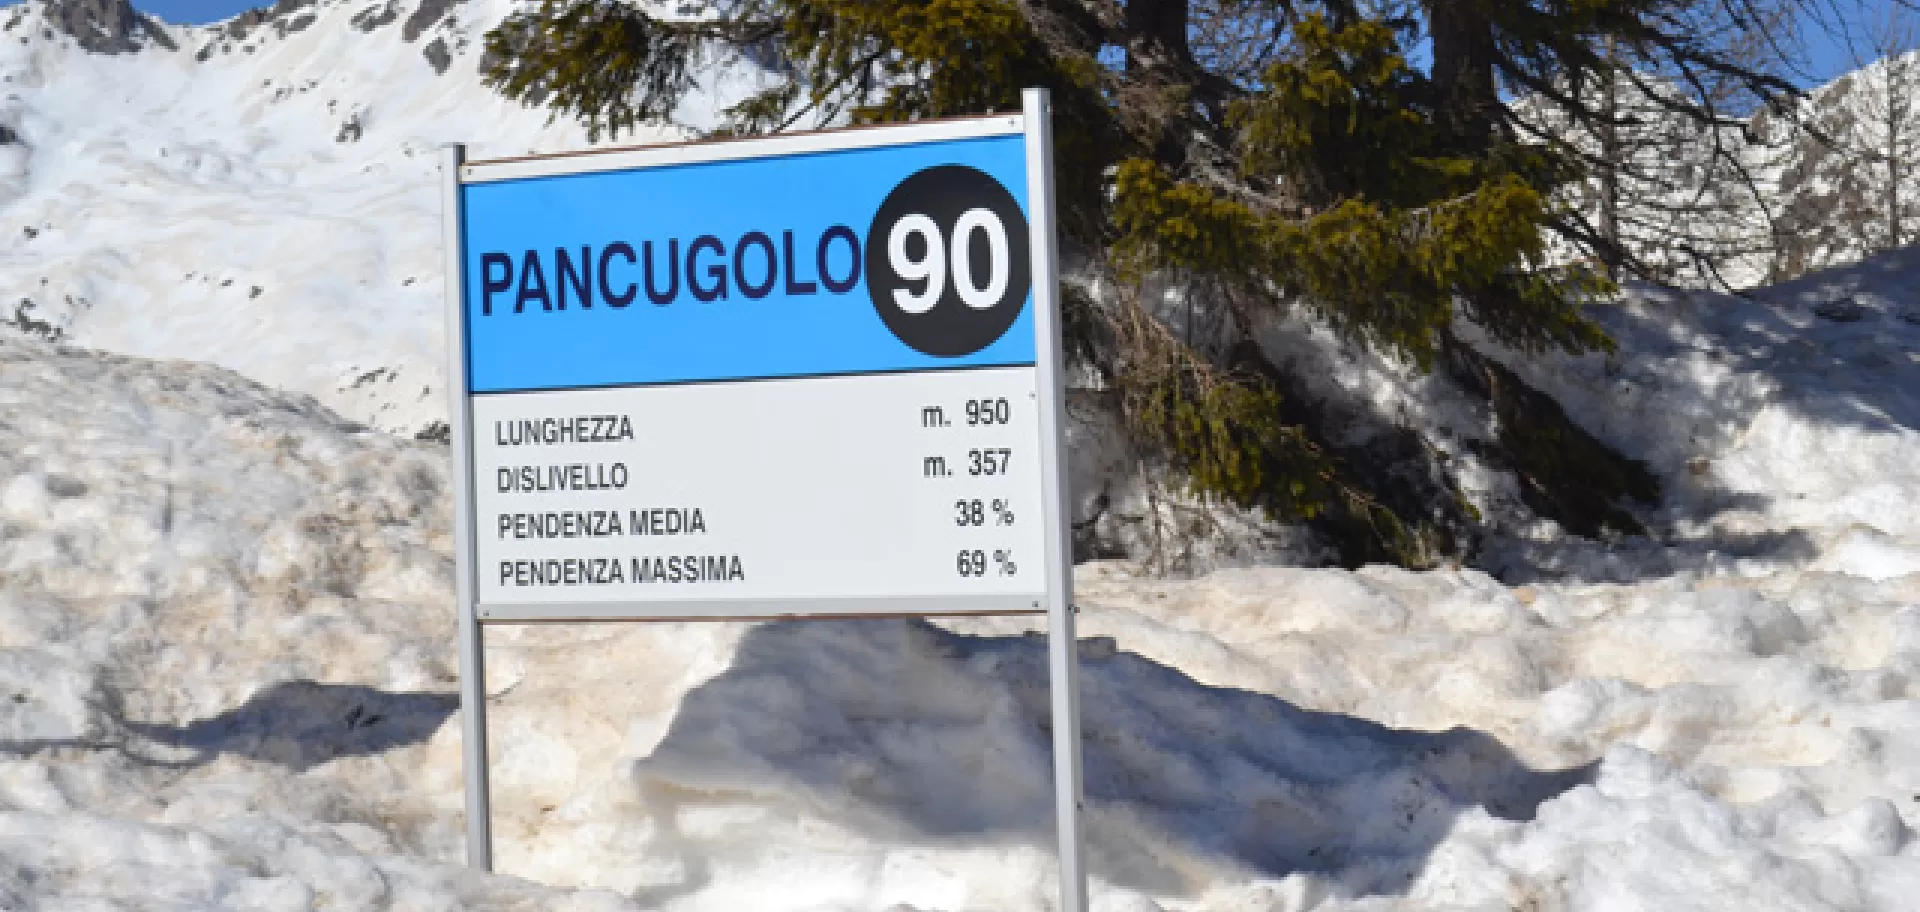 PANCUGOLO 90
LUNGHEZZA m. 950
DISLIVELLO m. 357
PENDENZA MEDIA 38 %
PENDENZA MASSIMA 69 %